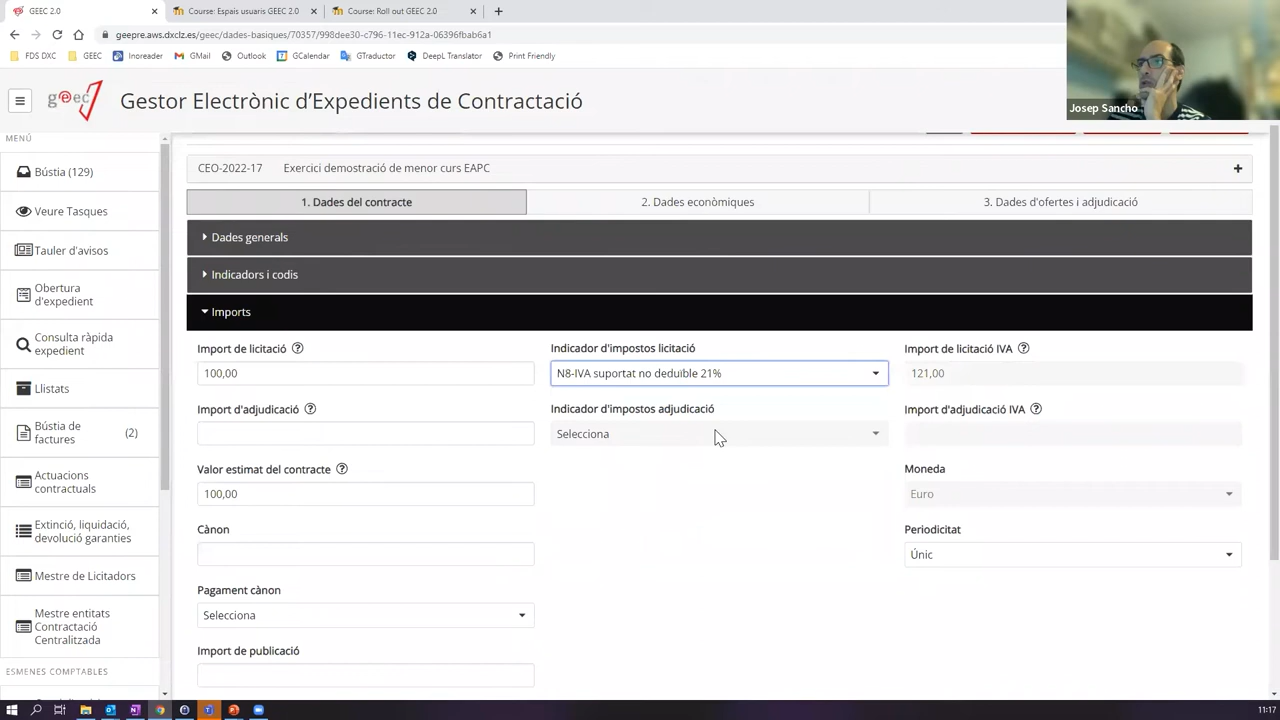 GEEC 2.0
Course: Espais usuaris GEEC 2.0
Course: Roll out GEEC 2.0
geepre.aws.dxclz.es/geec/dades-basiques/70357/998dee30-c796-11ec-912a-06396fbab6a1
FDS DXC
GEEC
Inoreader
GMail
Outlook
GCalendar
GTraductor
DeepL Translator
Print Friendly
Josep Sancho
geec
Gestor Electrònic d'Expedients de Contractació
MENÚ
Bústia (129)
Veure Tasques
Tauler d'avisos
Obertura
d'expedient
Consulta ràpida
expedient
Llistats
Bústia de
factures
(2)
Actuacions
contractuals
Extinció, liquidació,
devolució garanties
Mestre de Licitadors
Mestre entitats
Contractació
Centralitzada
ESMENES COMPTABLES
CEO-2022-17 Exercici demostració de menor curs EAPC
1. Dades del contracte
2. Dades econòmiques
3. Dades d'ofertes i adjudicació
Dades generals
Indicadors i codis
Imports
Import de licitació
Indicador d'impostos licitació
Import de licitació IVA
100,00
N8-IVA suportat no deduïble 21%
121,00
Import d'adjudicació
Indicador d'impostos adjudicació
Import d'adjudicació IVA
Selecciona
Valor estimat del contracte
Moneda
100,00
Euro
Cànon
Periodicitat
Únic
Pagament cànon
Selecciona
Import de publicació
11:17